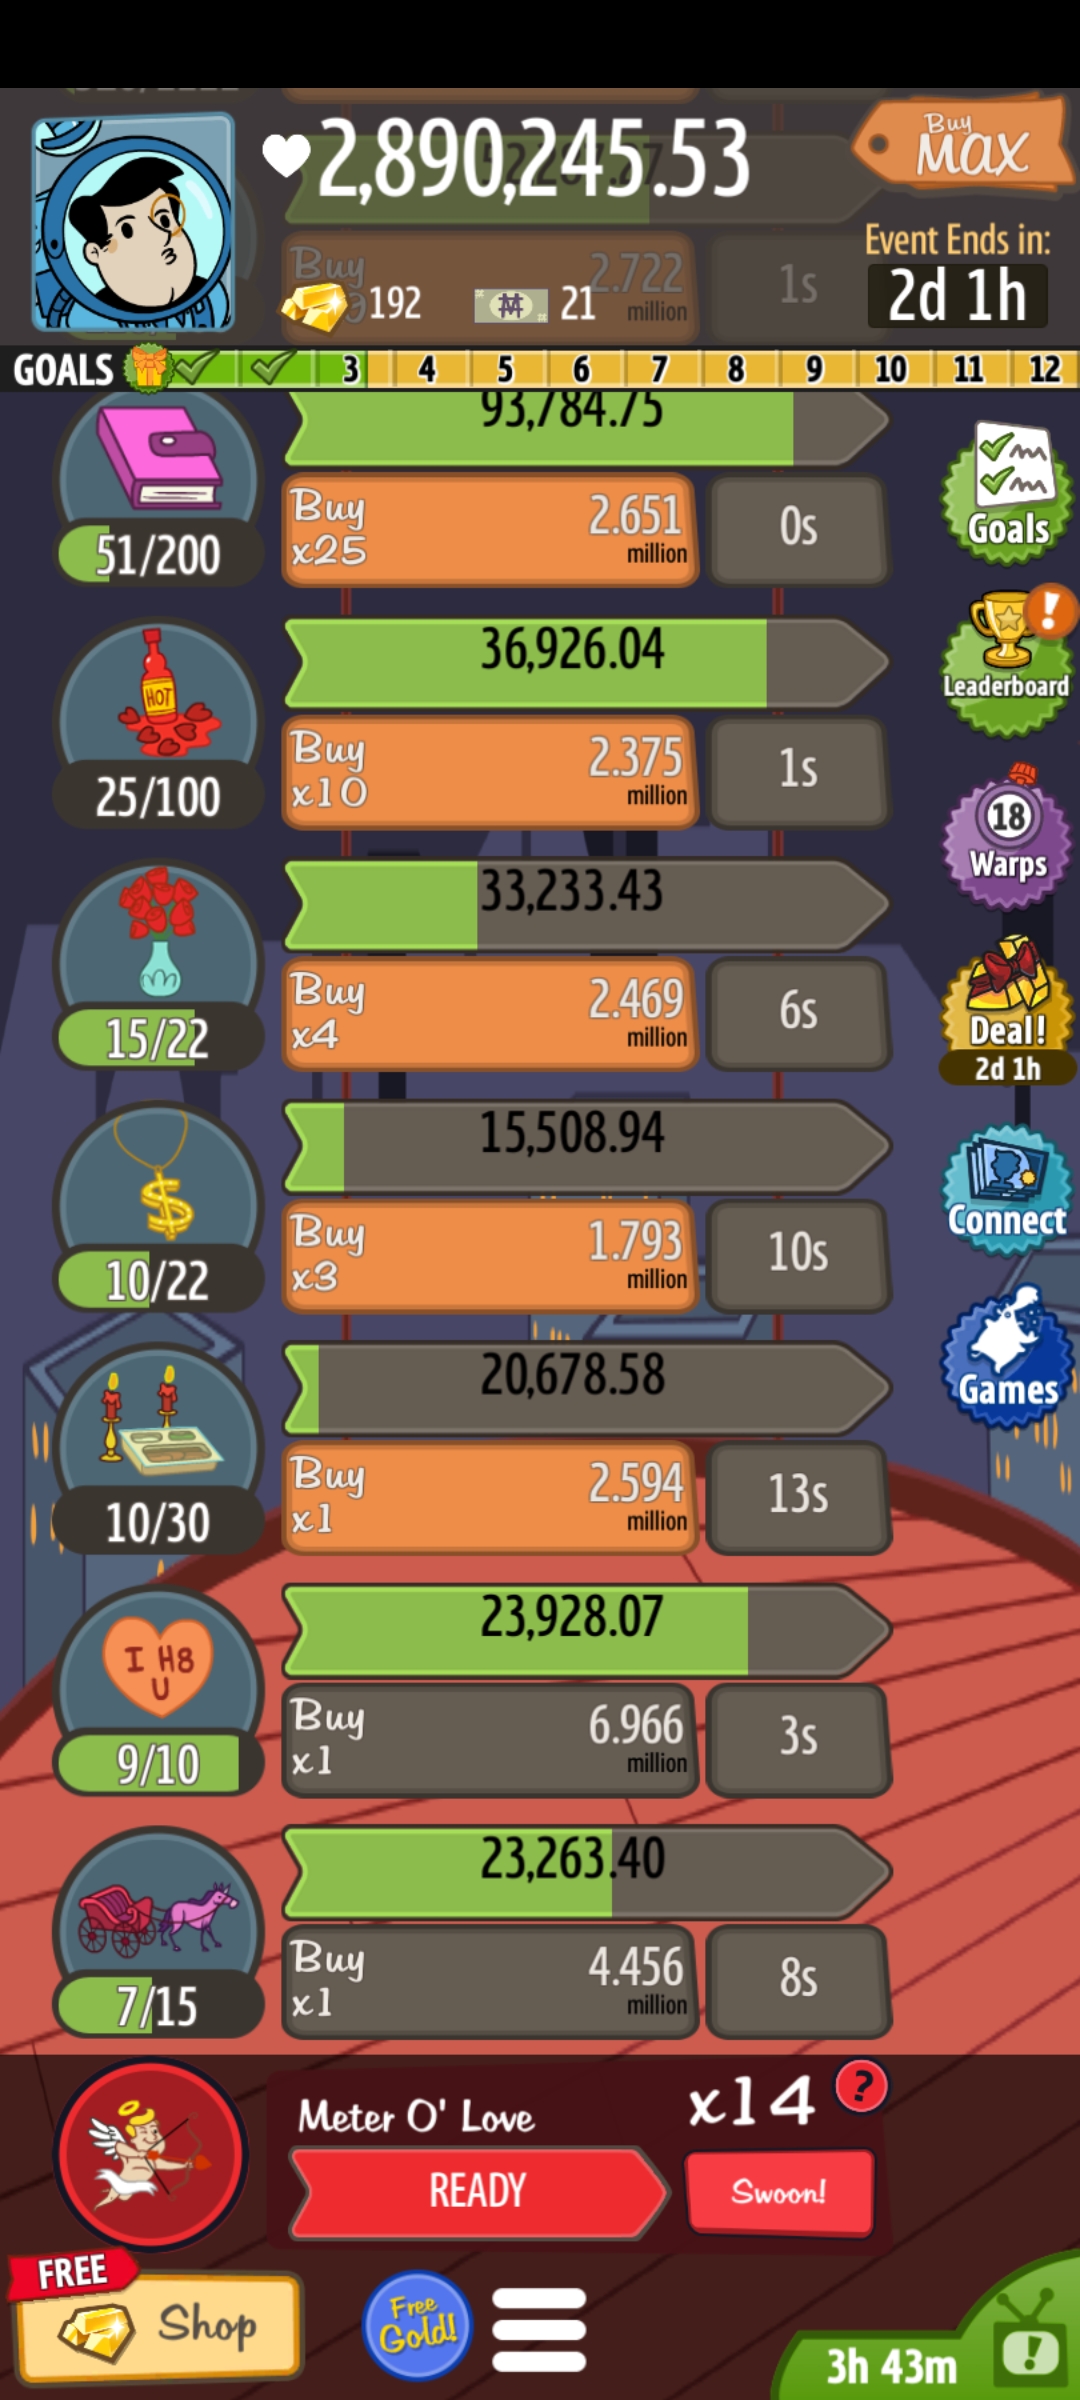 2,890,245.53
Buy
MAX
Event Ends in:
2d 1h
192
21
Buy
2.722
million
1s
GOALS 3 4 5 6 7 8 9 10 11 12
93,784.75
51/200
Buy
x25
2.651
million
0s
Goals
HOT
36,926.04
25/100
Buy
x10
2.375
million
1s
Leaderboard
18
Warps
33,233.43
15/22
Buy
x4
2.469
million
6s
Deal!
2d 1h
15,508.94
10/22
Buy
x3
1.793
million
10s
Connect
20,678.58
10/30
Buy
x1
2.594
million
13s
Games
I H8
U
23,928.07
9/10
Buy
x1
6.966
million
3s
23,263.40
7/15
Buy
x1
4.456
million
8s
Meter O' Love
x14
?
READY
Swoon!
FREE
Shop
Free
Gold!
3h 43m